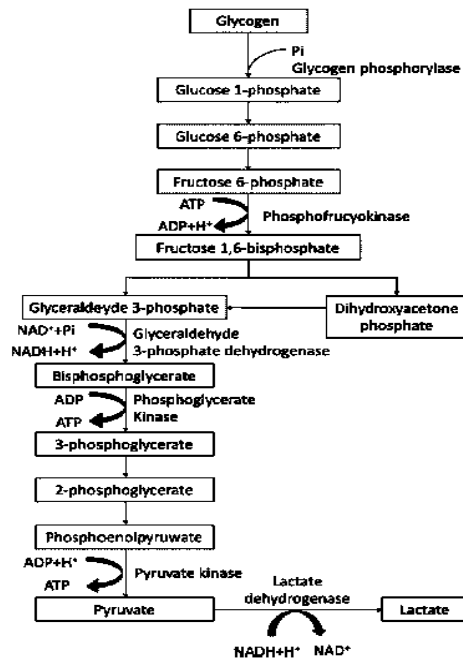 Glycogen
Pi
Glycogen phosphorylase
Glucose 1-phosphate
Glucose 6-phosphate
Fructose 6-phosphate
ATP
ADP+H⁺
Phosphofrucyokinase
Fructose 1,6-bisphosphate
Glyceraldeyde 3-phosphate
Dihydroxyacetone
phosphate
NAD⁺+Pi
NADH+H⁺
Glyceraldehyde
3-phosphate dehydrogenase
Bisphosphoglycerate
ADP
ATP
Phosphoglycerate
Kinase
3-phosphoglycerate
2-phosphoglycerate
Phosphoenolpyruwate
ADP+H⁺
ATP
Pyruvate kinase
Lactate
dehydrogenase
Pyruvate
Lactate
NADH+H⁺ NAD⁺